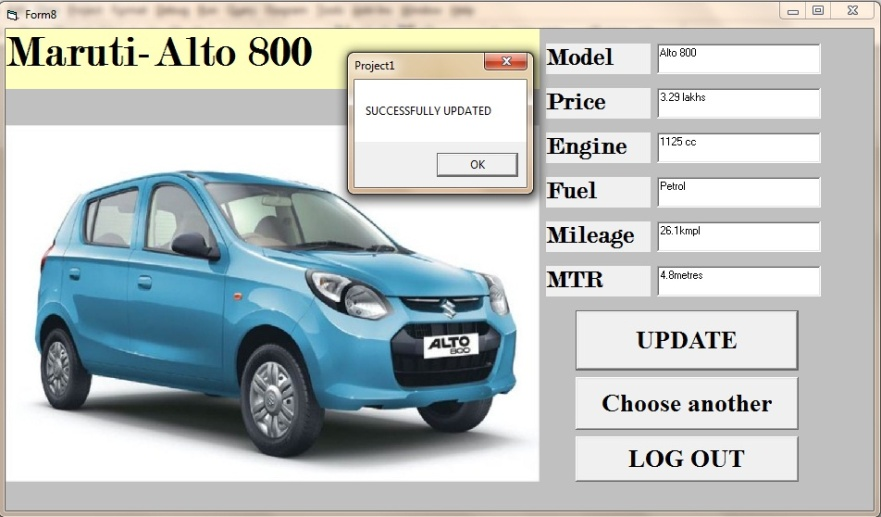 Form8
Maruti-Alto 800
Project1
SUCCESSFULLY UPDATED
OK
Model
Alto 800
Price
3.29 lakhs
Engine
1125 cc
Fuel
Petrol
Mileage
26.1kmpl
MTR
4.8metres
UPDATE
Choose another
LOG OUT
ALTO
800